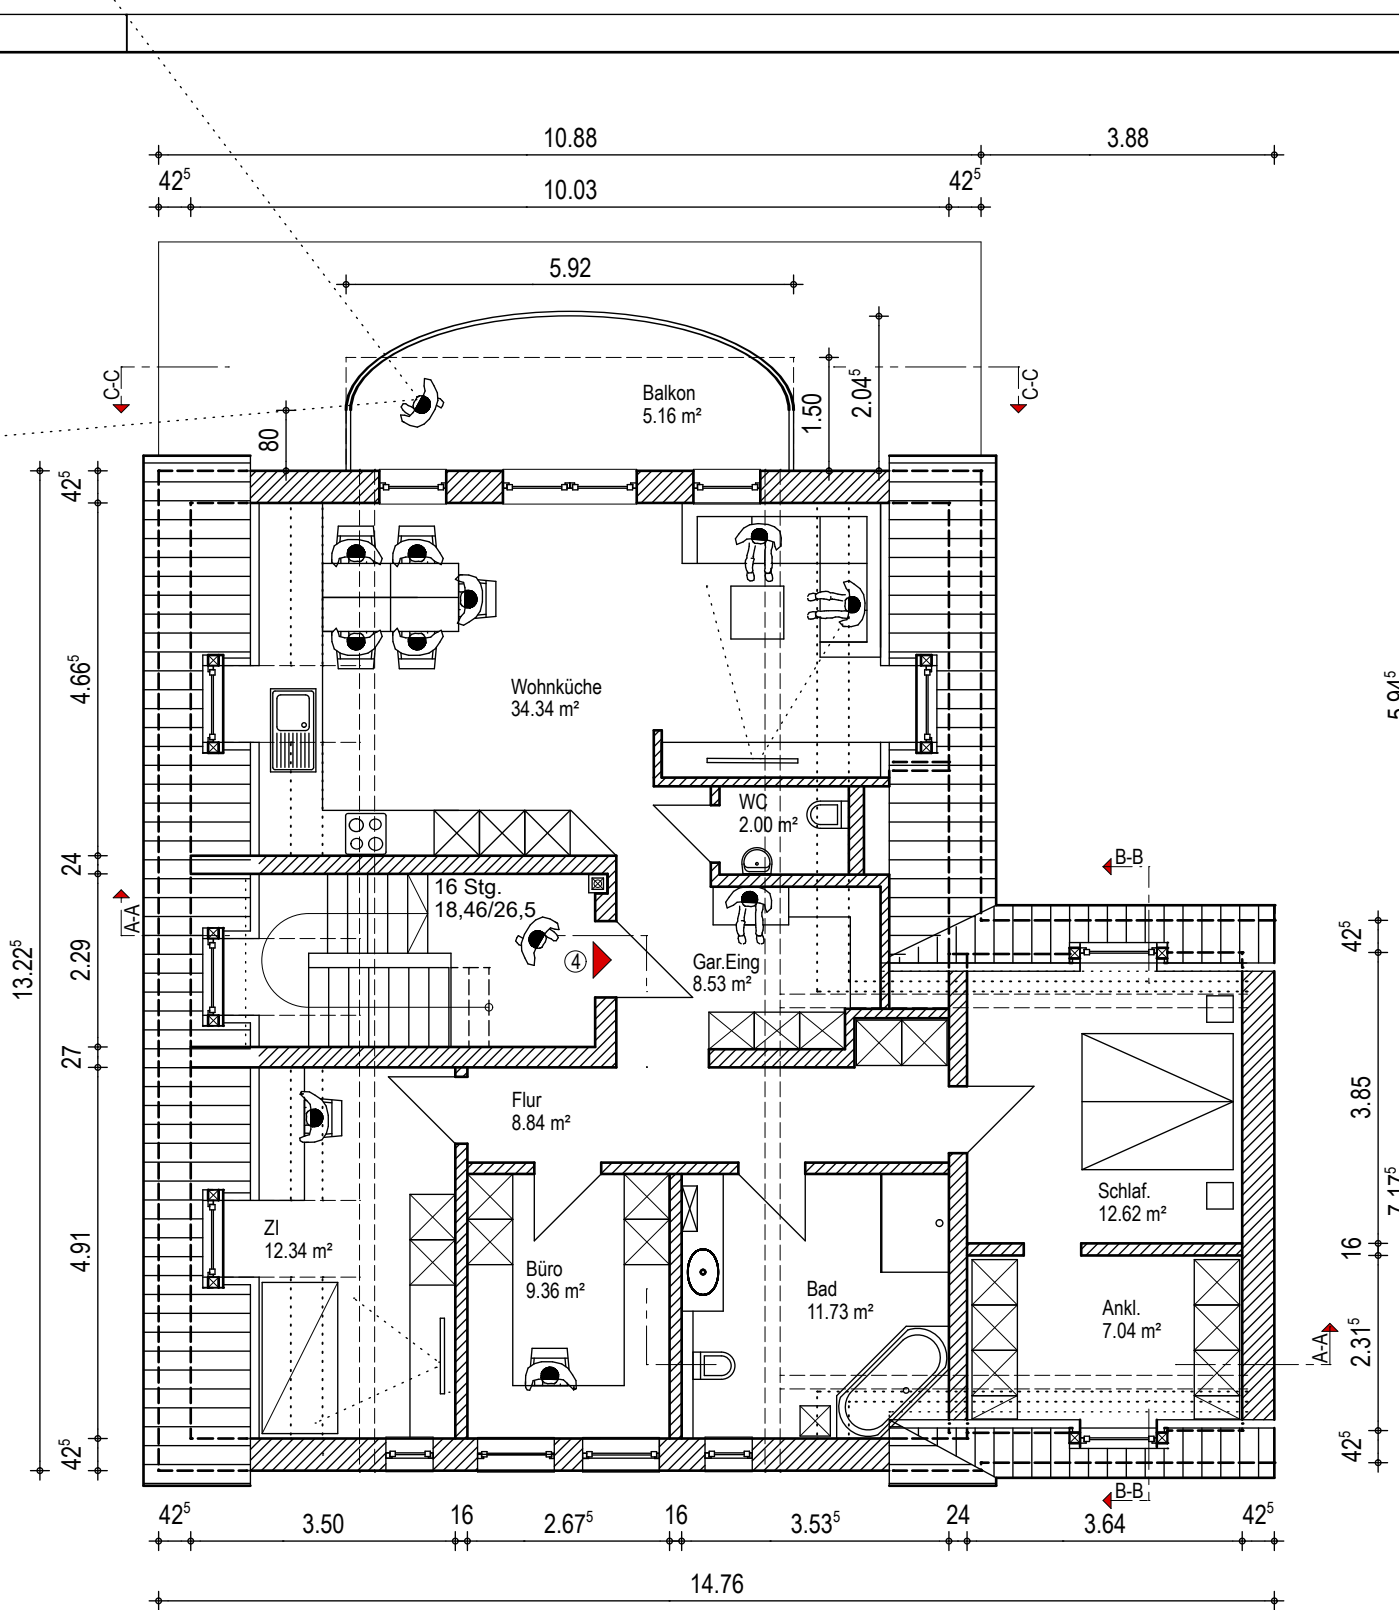 10.88
3.88
42⁵
10.03
42⁵
5.92
C-C
80
Balkon
5.16 m²
1.50
2.04⁵
C-C
42⁵
4.66⁵
24
2.29
27
4.91
42⁵
13.22⁵
Wohnküche
34.34 m²
WC
2.00 m²
5.94⁵
B-B
A-A
16 Stg.
18,46/26,5
4
Gar.Eing
8.53 m²
42⁵
3.85
7.17⁵
16
2.31⁵
42⁵
Flur
8.84 m²
Schlaf.
12.62 m²
ZI
12.34 m²
Büro
9.36 m²
Bad
11.73 m²
Ankl.
7.04 m²
A-A
B-B
42⁵
3.50
16
2.67⁵
16
3.53⁵
24
3.64
42⁵
14.76